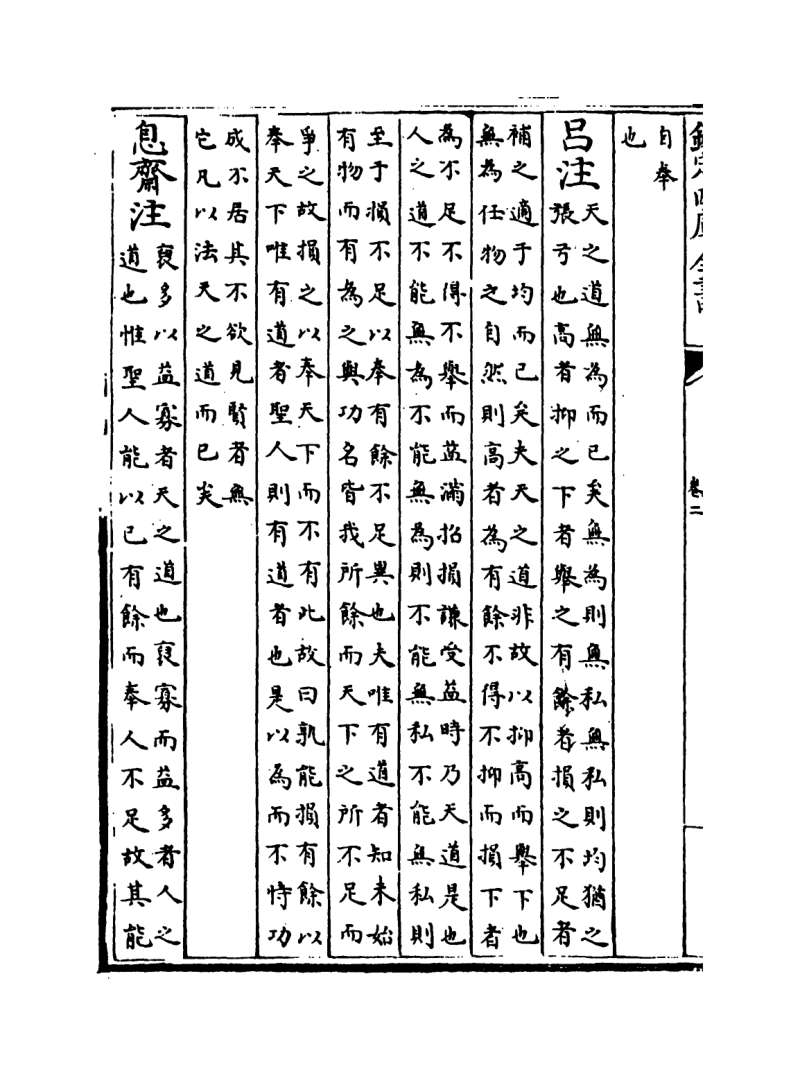 欽定四庫全書
卷二
自奉
也
呂注
天之道無為而已矣無為則無私無私則均猶之
張弓也高者抑之下者舉之有餘者損之不足者
補之適于均而已矣夫天之道非故以抑高而舉下也
無為任物之自然則高者為有餘不得不抑而損下者
為不足不得不舉而益滿招損謙受益時乃天道是也
人之道不能無為不能無為則不能無私不能無私則
至于損不足以奉有餘不足異也夫唯有道者知未始
有物而有為之與功名皆我所餘而天下之所不足而
爭之故損之以奉天下而不有此故曰孰能損有餘以
奉天下唯有道者聖人則有道者也是以為而不恃功
成不居其不欲見賢者無
它凡以法天之道而已矣
息齋注
裒多以益寡者天之道也裒寡而益多者人之
道也惟聖人能以已有餘而奉人不足故其能